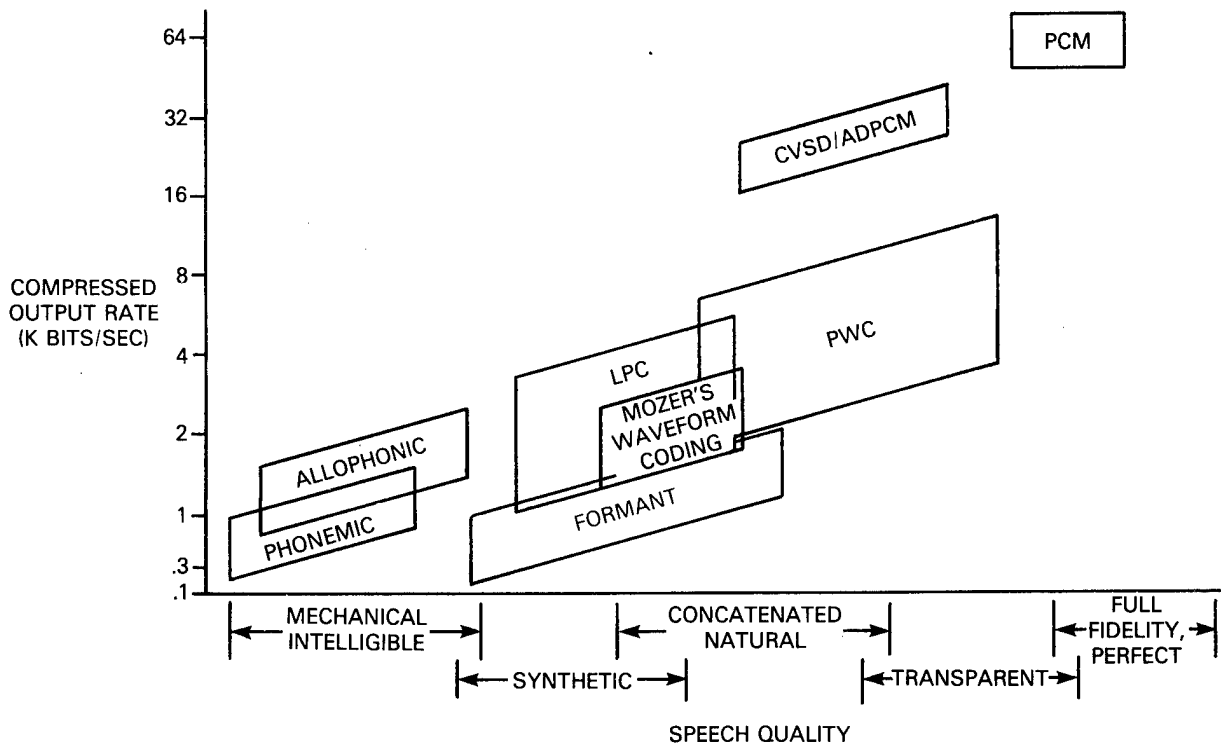 64
32
16
8
4
2
1
.3
.1
COMPRESSED
OUTPUT RATE
(K BITS/SEC)
PCM
CVSD/ADPCM
PWC
LPC
MOZER'S
WAVEFORM
CODING
ALLOPHONIC
PHONEMIC
FORMANT
MECHANICAL
INTELLIGIBLE
CONCATENATED
NATURAL
FULL
FIDELITY,
PERFECT
SYNTHETIC
TRANSPARENT
SPEECH QUALITY